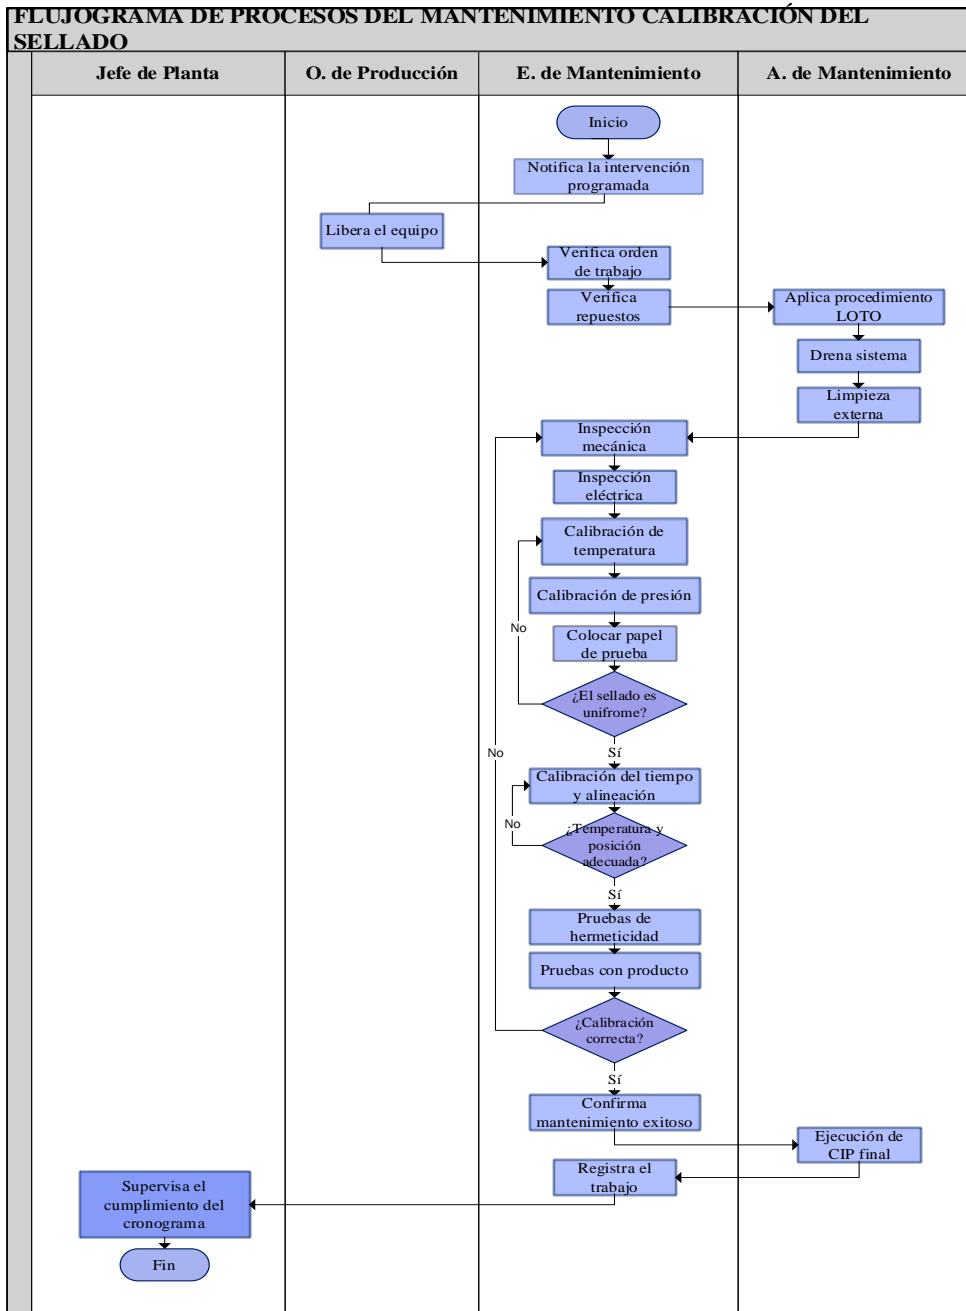 FLUJOGRAMA DE PROCESOS DEL MANTENIMIENTO CALIBRACIÓN DEL
SELLADO
Jefe de Planta
O. de Producción
E. de Mantenimiento
A. de Mantenimiento
Inicio
Notifica la intervención
programada
Libera el equipo
Verifica orden
de trabajo
Verifica
repuestos
Aplica procedimiento
LOTO
Drena sistema
Limpieza
externa
Inspección
mecánica
Inspección
eléctrica
Calibración de
temperatura
Calibración de presión
No
Colocar papel
de prueba
¿El sellado es
unifrome?
No
Sí
Calibración del tiempo
y alineación
No
¿Temperatura y
posición
adecuada?
Sí
Pruebas de
hermeticidad
Pruebas con producto
¿Calibración
correcta?
Sí
Confirma
mantenimiento exitoso
Ejecución de
CIP final
Registra el
trabajo
Supervisa el
cumplimiento del
cronograma
Fin